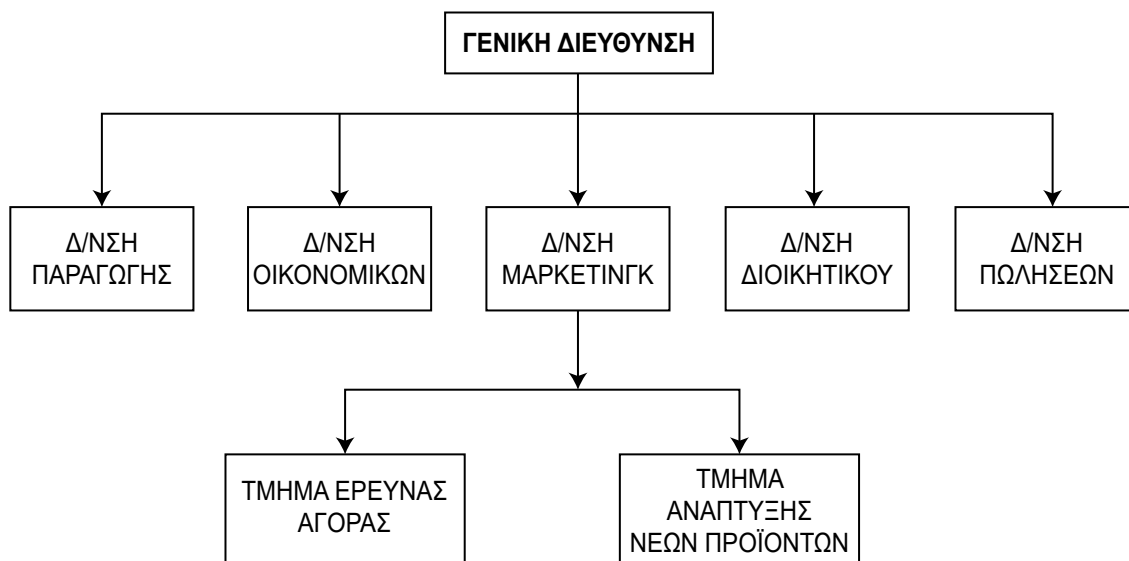 ΓΕΝΙΚΗ ΔΙΕΥΘΥΝΣΗ
Δ/ΝΣΗ
ΠΑΡΑΓΩΓΗΣ
Δ/ΝΣΗ
ΟΙΚΟΝΟΜΙΚΩΝ
Δ/ΝΣΗ
ΜΑΡΚΕΤΙΝΓΚ
Δ/ΝΣΗ
ΔΙΟΙΚΗΤΙΚΟΥ
Δ/ΝΣΗ
ΠΩΛΗΣΕΩΝ
ΤΜΗΜΑ ΕΡΕΥΝΑΣ
ΑΓΟΡΑΣ
ΤΜΗΜΑ
ΑΝΑΠΤΥΞΗΣ
ΝΕΩΝ ΠΡΟΪΟΝΤΩΝ